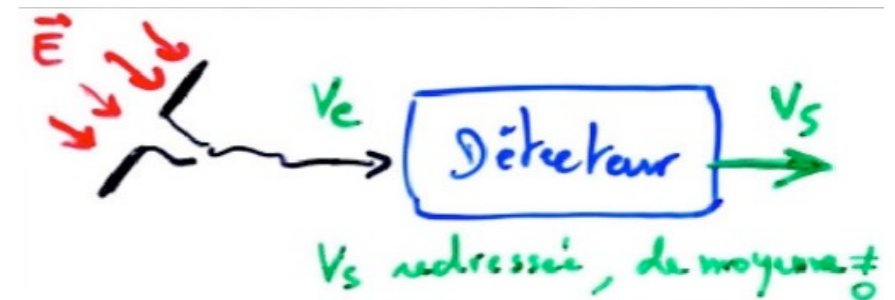 E⃗
Ve
Détecteur
Vs
Vs redressée, de moyenne ≠ 0